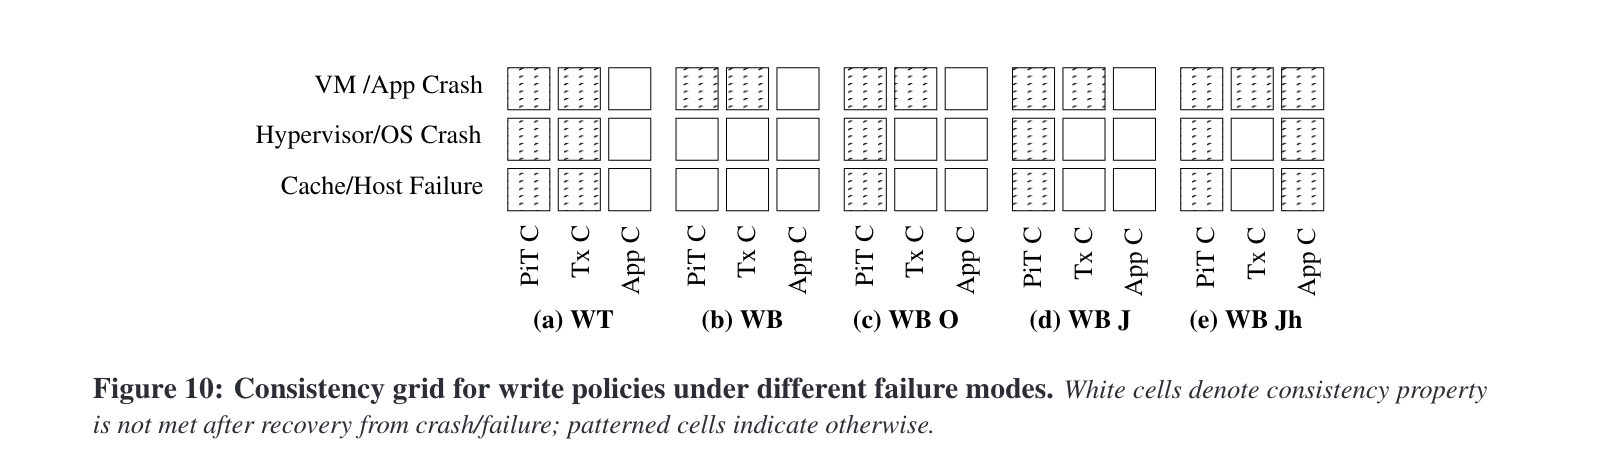 VM /App Crash
Hypervisor/OS Crash
Cache/Host Failure
PiT C Tx C App C PiT C Tx C App C PiT C Tx C App C PiT C Tx C App C PiT C Tx C App C
(a) WT (b) WB (c) WB O (d) WB J (e) WB Jh
Figure 10: Consistency grid for write policies under different failure modes. White cells denote consistency property
is not met after recovery from crash/failure; patterned cells indicate otherwise.